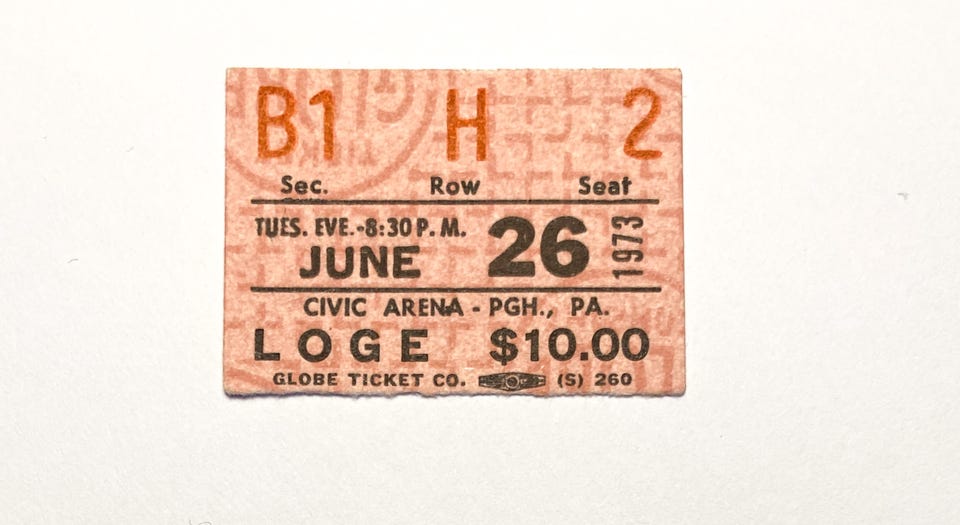 B1 H 2
Sec. Row Seat
TUES. EVE.-8:30 P. M.
JUNE 26 1973
CIVIC ARENA - PGH., PA.
LOGE $10.00
GLOBE TICKET CO. (S) 260